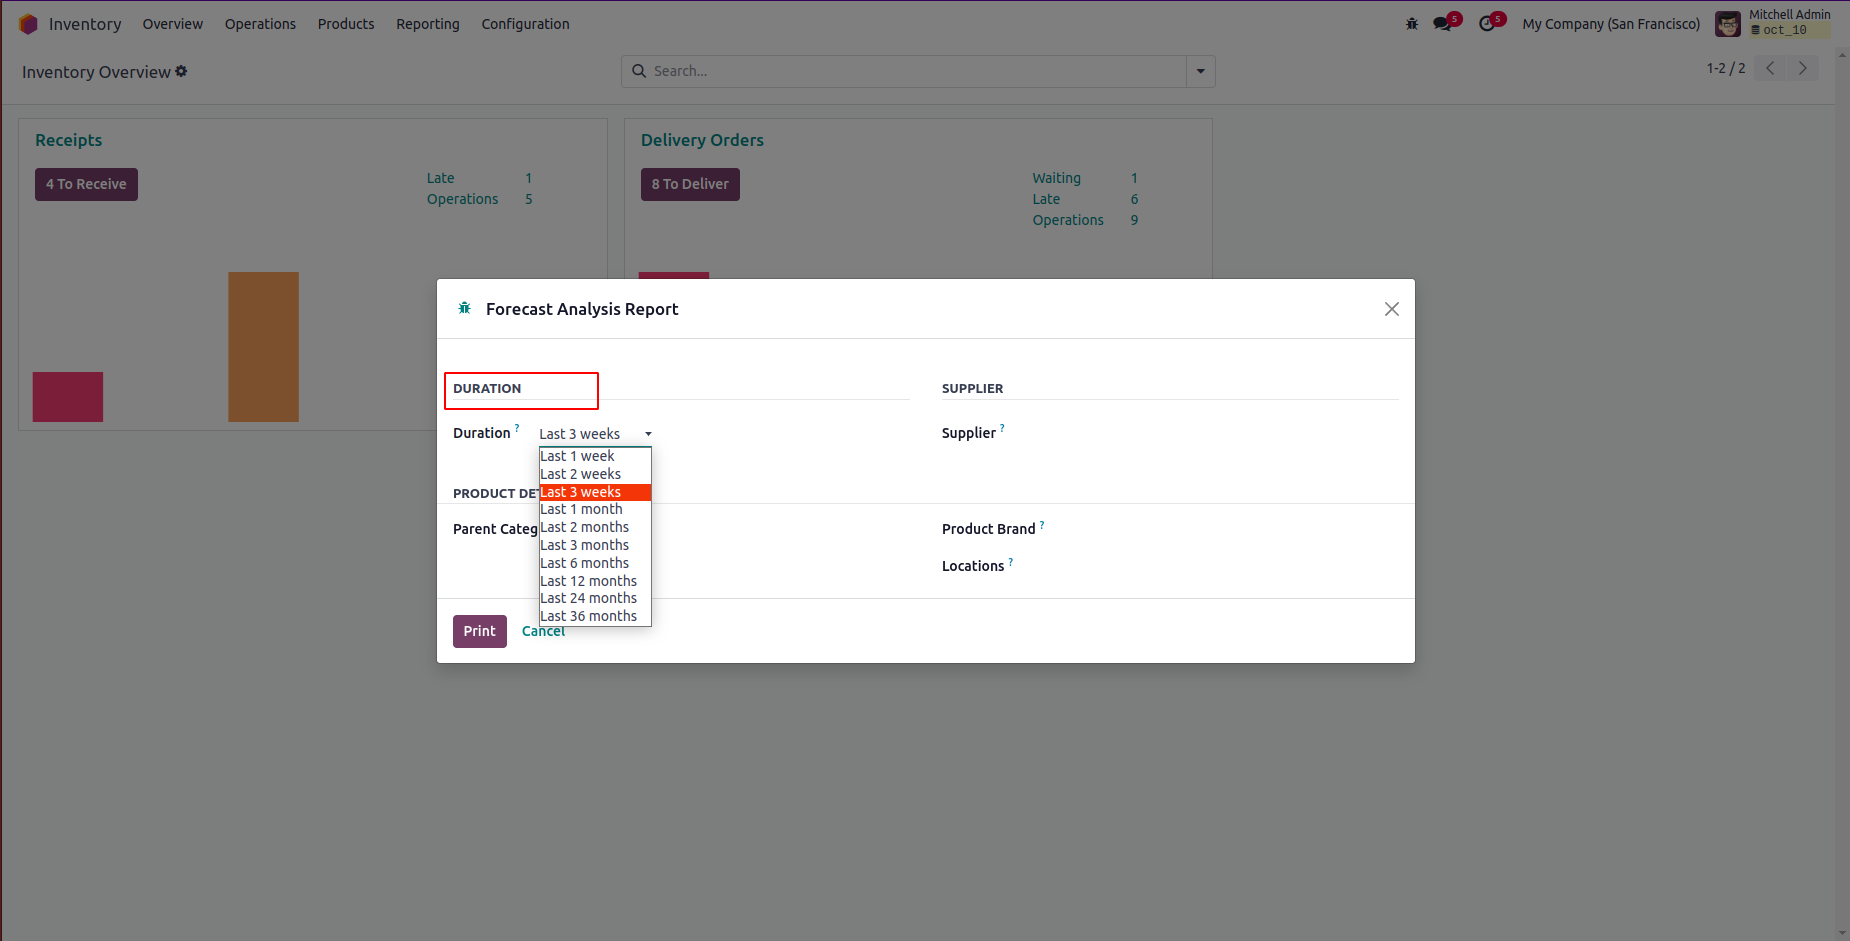 Inventory Overview Operations Products Reporting Configuration 5 5 My Company (San Francisco) Mitchell Admin
oct_10
Inventory Overview Search... 1-2 / 2
Receipts
4 To Receive
Late 1
Operations 5
Delivery Orders
8 To Deliver
Waiting 1
Late 6
Operations 9
Forecast Analysis Report
DURATION
Duration ? Last 3 weeks
Last 1 week
Last 2 weeks
Last 3 weeks
Last 1 month
Last 2 months
Last 3 months
Last 6 months
Last 12 months
Last 24 months
Last 36 months
SUPPLIER
Supplier ?
PRODUCT DE
Parent Categ
Product Brand ?
Locations ?
Print Cancel